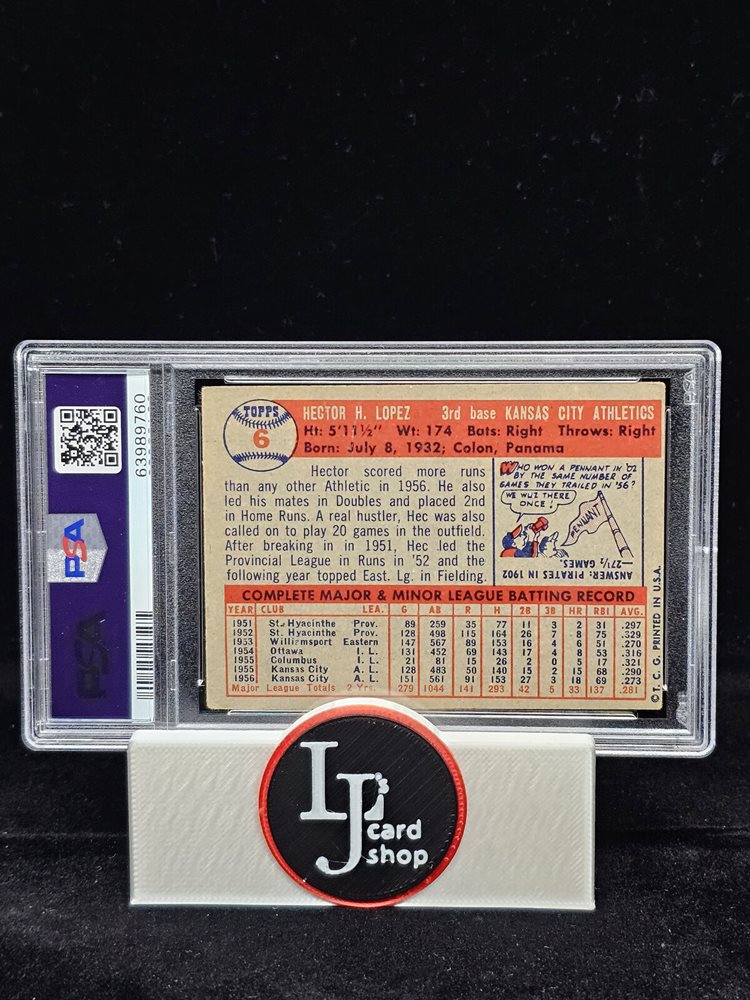 63989760
PSA
PSA
TOPPS
6
HECTOR H. LOPEZ 3rd base KANSAS CITY ATHLETICS
Ht: 5'11½" Wt: 174 Bats: Right Throws: Right
Born: July 8, 1932; Colon, Panama
Hector scored more runs
than any other Athletic in 1956. He also
led his mates in Doubles and placed 2nd
in Home Runs. A real hustler, Hec was also
called on to play 20 games in the outfield.
After breaking in in 1951, Hec led the
Provincial League in Runs in '52 and the
following year topped East. Lg. in Fielding.
WHO WON A PENNANT IN '02
BY THE SAME NUMBER OF
GAMES THEY TRAILED IN '56?
WE WUZ THERE
ONCE!
PENNANT
ANSWER: PIRATES IN 1902
—27½ GAMES.
COMPLETE MAJOR & MINOR LEAGUE BATTING RECORD
YEAR CLUB LEA. G AB R H 2B 3B HR RBI AVG.
1951 St. Hyacinthe Prov. 89 259 35 77 11 3 2 31 .297
1952 St. Hyacinthe Prov. 128 498 115 164 26 7 8 75 .329
1953 Williamsport Eastern 147 567 89 153 16 4 6 51 .270
1954 Ottawa I. L. 131 452 69 143 14 4 8 53 .316
1955 Columbus I. L. 21 81 15 26 2 0 5 17 .321
1955 Kansas City A. L. 128 483 50 140 15 2 15 68 .290
1956 Kansas City A. L. 151 561 91 153 27 3 18 69 .273
Major League Totals 2 Yrs. 279 1044 141 293 42 5 33 137 .281
© T. C. G. PRINTED IN U.S.A.
LJ's
card
shop